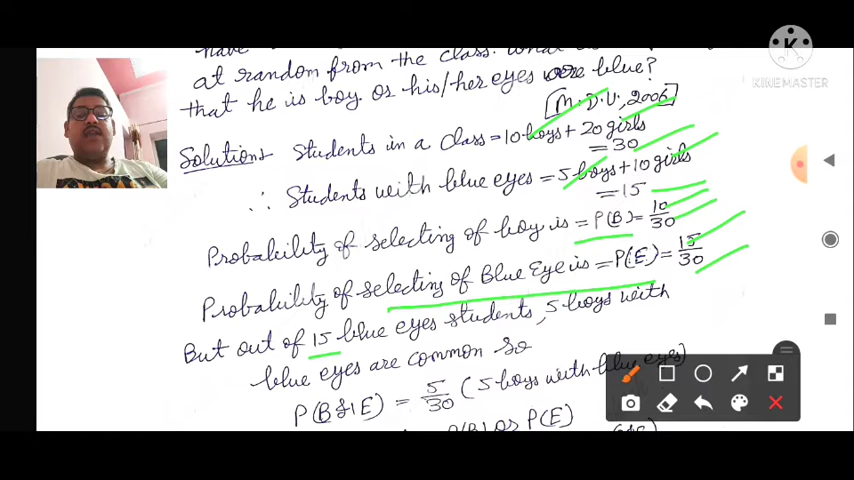 have
at random from the class. What
that he is boy or his/her eyes were blue?
[M.D.U., 2006]
Solution Students in a class = 10 boys + 20 girls
= 30
∴ Students with blue eyes = 5 boys + 10 girls
= 15
Probability of selecting of boy is = P(B) = 10/30
Probability of selecting of Blue Eye is = P(E) = 15/30
But out of 15 blue eyes students, 5 boys with
blue eyes are common so
P(B & E) = 5/30 (5 boys with blue eyes)
P(B) or P(E)
KINEMASTER